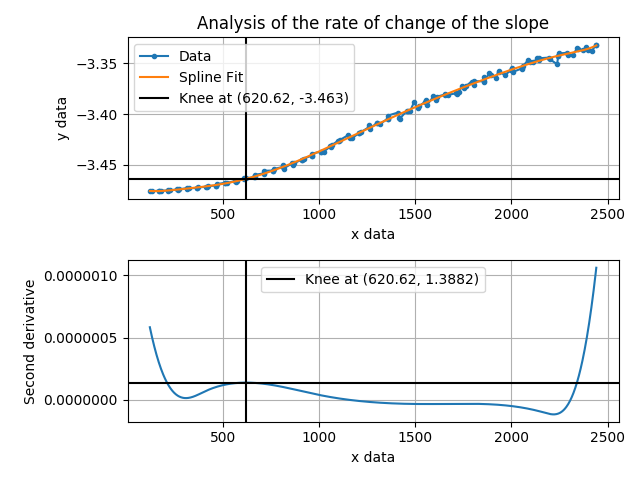 Analysis of the rate of change of the slope
Data
Spline Fit
Knee at (620.62, -3.463)
y data
−3.35
−3.40
−3.45
500
1000
1500
2000
2500
x data
Knee at (620.62, 1.3882)
Second derivative
0.0000010
0.0000005
0.0000000
500
1000
1500
2000
2500
x data